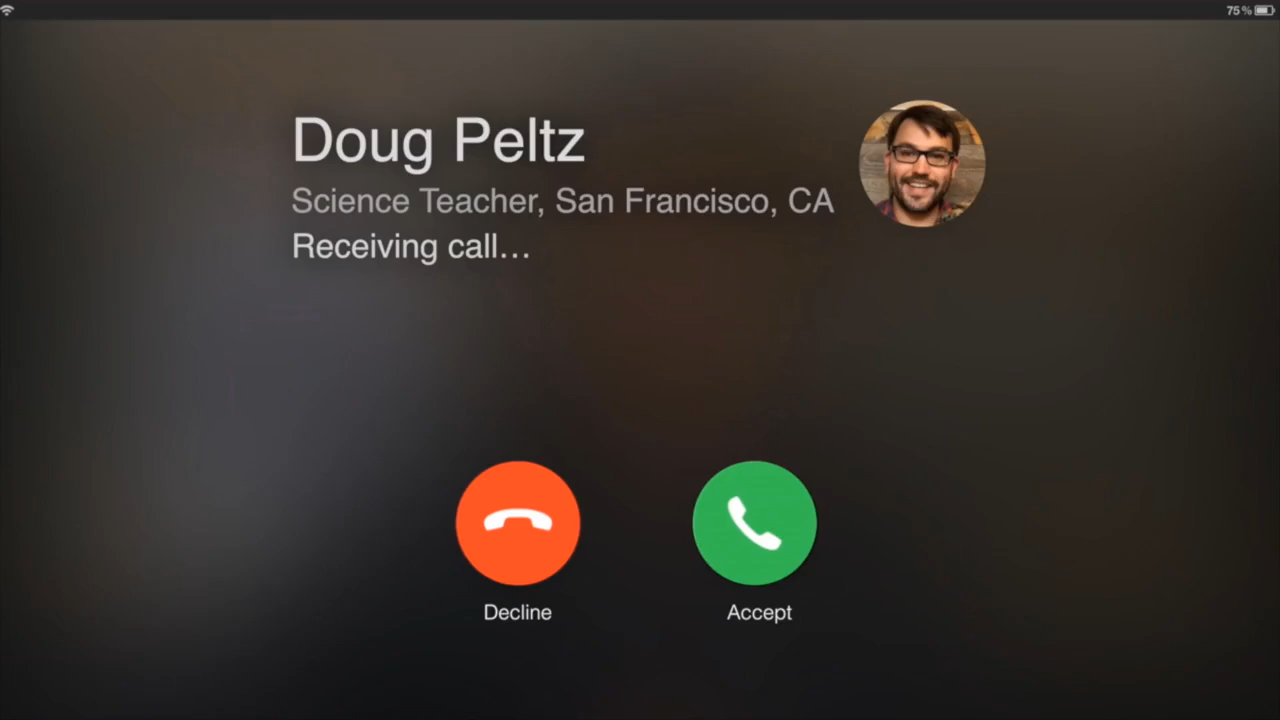 75%
Doug Peltz
Science Teacher, San Francisco, CA
Receiving call...
Decline
Accept